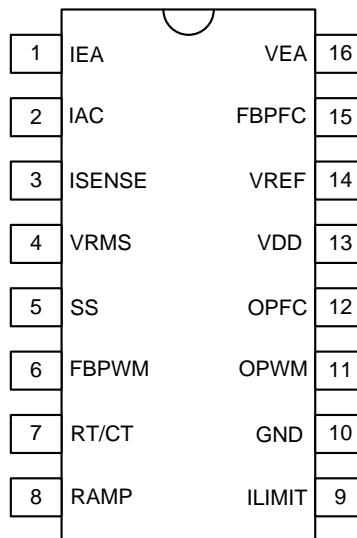 1 IEA VEA 16
2 IAC FBPFC 15
3 ISENSE VREF 14
4 VRMS VDD 13
5 SS OPFC 12
6 FBPWM OPWM 11
7 RT/CT GND 10
8 RAMP ILIMIT 9